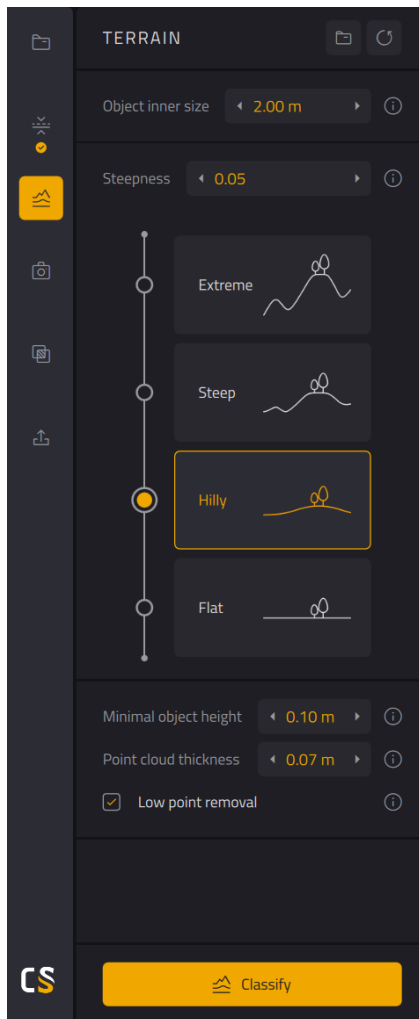 TERRAIN
Object inner size 2.00 m
Steepness 0.05
Extreme
Steep
Hilly
Flat
Minimal object height 0.10 m
Point cloud thickness 0.07 m
Low point removal
CS
Classify